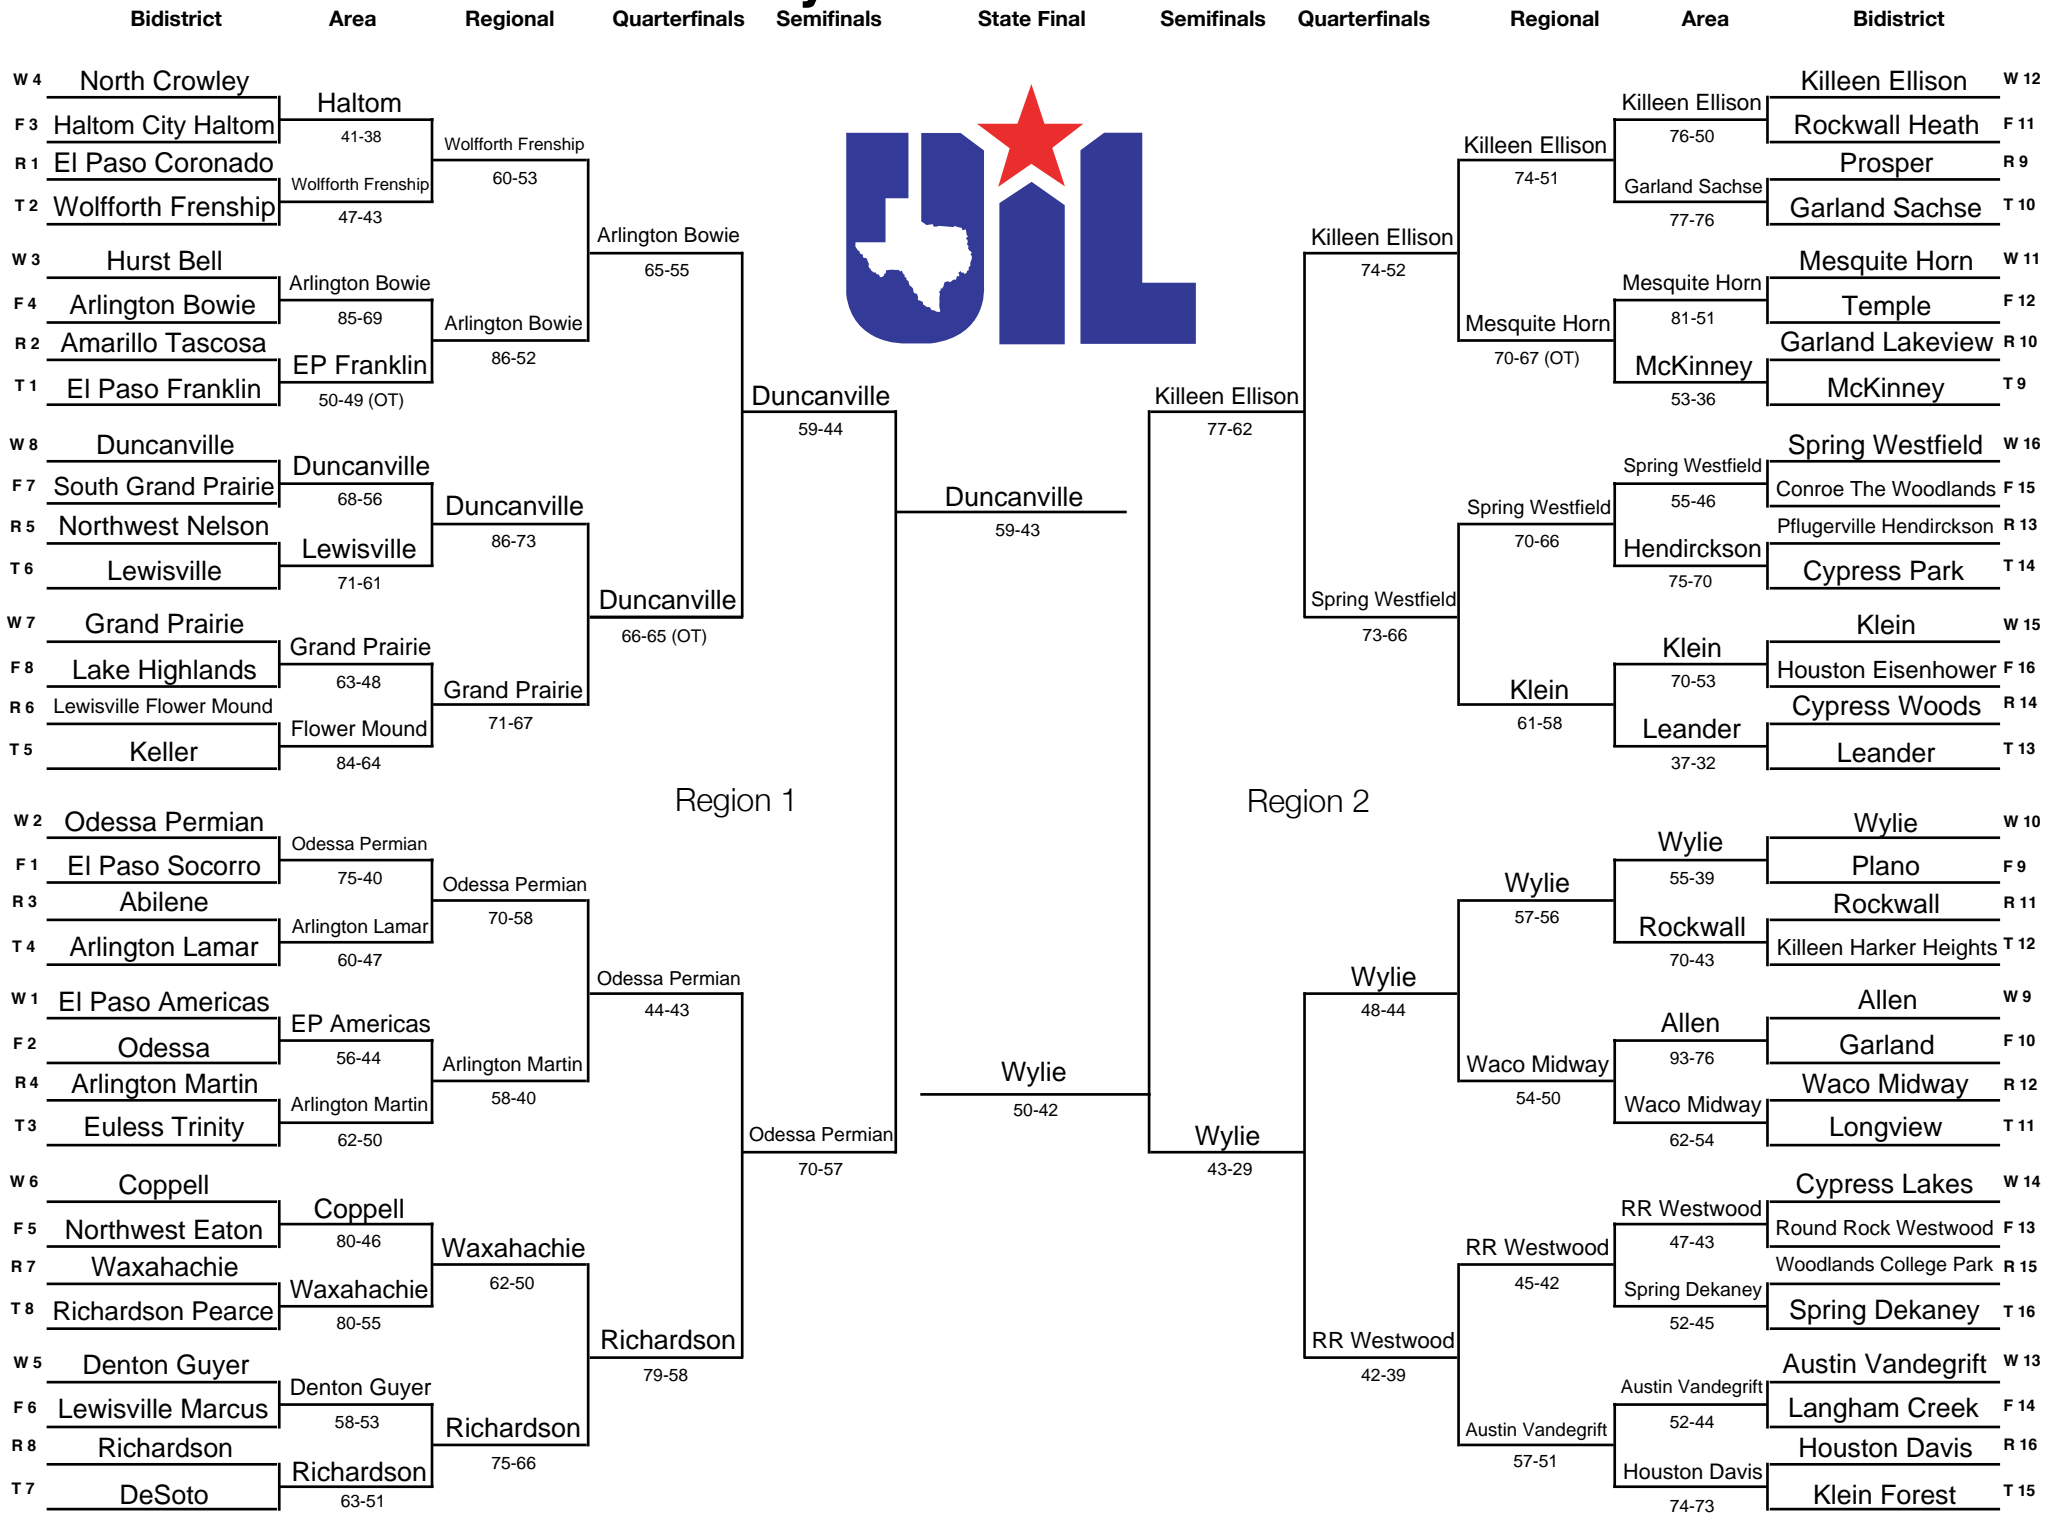 y
Bidistrict Area Regional Quarterfinals Semifinals State Final Semifinals Quarterfinals Regional Area Bidistrict
W 4 North Crowley
F 3 Haltom City Haltom
R 1 El Paso Coronado
T 2 Wolfforth Frenship
W 3 Hurst Bell
F 4 Arlington Bowie
R 2 Amarillo Tascosa
T 1 El Paso Franklin
W 8 Duncanville
F 7 South Grand Prairie
R 5 Northwest Nelson
T 6 Lewisville
W 7 Grand Prairie
F 8 Lake Highlands
R 6 Lewisville Flower Mound
T 5 Keller
W 2 Odessa Permian
F 1 El Paso Socorro
R 3 Abilene
T 4 Arlington Lamar
W 1 El Paso Americas
F 2 Odessa
R 4 Arlington Martin
T 3 Euless Trinity
W 6 Coppell
F 5 Northwest Eaton
R 7 Waxahachie
T 8 Richardson Pearce
W 5 Denton Guyer
F 6 Lewisville Marcus
R 8 Richardson
T 7 DeSoto
Haltom
41-38
Wolfforth Frenship
47-43
Arlington Bowie
85-69
EP Franklin
50-49 (OT)
Duncanville
68-56
Lewisville
71-61
Grand Prairie
63-48
Flower Mound
84-64
Odessa Permian
75-40
Arlington Lamar
60-47
EP Americas
56-44
Arlington Martin
62-50
Coppell
80-46
Waxahachie
80-55
Denton Guyer
58-53
Richardson
63-51
Wolfforth Frenship
60-53
Arlington Bowie
86-52
Duncanville
86-73
Grand Prairie
71-67
Odessa Permian
70-58
Arlington Martin
58-40
Waxahachie
62-50
Richardson
75-66
Arlington Bowie
65-55
Duncanville
66-65 (OT)
Odessa Permian
44-43
Richardson
79-58
Region 1
Duncanville
59-44
Odessa Permian
70-57
UIL
Duncanville
59-43
Wylie
50-42
Killeen Ellison
77-62
Wylie
43-29
Region 2
Killeen Ellison
74-52
Spring Westfield
73-66
Wylie
48-44
RR Westwood
42-39
Killeen Ellison
74-51
Mesquite Horn
70-67 (OT)
Spring Westfield
70-66
Klein
61-58
Wylie
57-56
Waco Midway
54-50
RR Westwood
45-42
Austin Vandegrift
57-51
Killeen Ellison
76-50
Garland Sachse
77-76
Mesquite Horn
81-51
McKinney
53-36
Spring Westfield
55-46
Hendirckson
75-70
Klein
70-53
Leander
37-32
Wylie
55-39
Rockwall
70-43
Allen
93-76
Waco Midway
62-54
RR Westwood
47-43
Spring Dekaney
52-45
Austin Vandegrift
52-44
Houston Davis
74-73
Killeen Ellison W 12
Rockwall Heath F 11
Prosper R 9
Garland Sachse T 10
Mesquite Horn W 11
Temple F 12
Garland Lakeview R 10
McKinney T 9
Spring Westfield W 16
Conroe The Woodlands F 15
Pflugerville Hendirckson R 13
Cypress Park T 14
Klein W 15
Houston Eisenhower F 16
Cypress Woods R 14
Leander T 13
Wylie W 10
Plano F 9
Rockwall R 11
Killeen Harker Heights T 12
Allen W 9
Garland F 10
Waco Midway R 12
Longview T 11
Cypress Lakes W 14
Round Rock Westwood F 13
Woodlands College Park R 15
Spring Dekaney T 16
Austin Vandegrift W 13
Langham Creek F 14
Houston Davis R 16
Klein Forest T 15